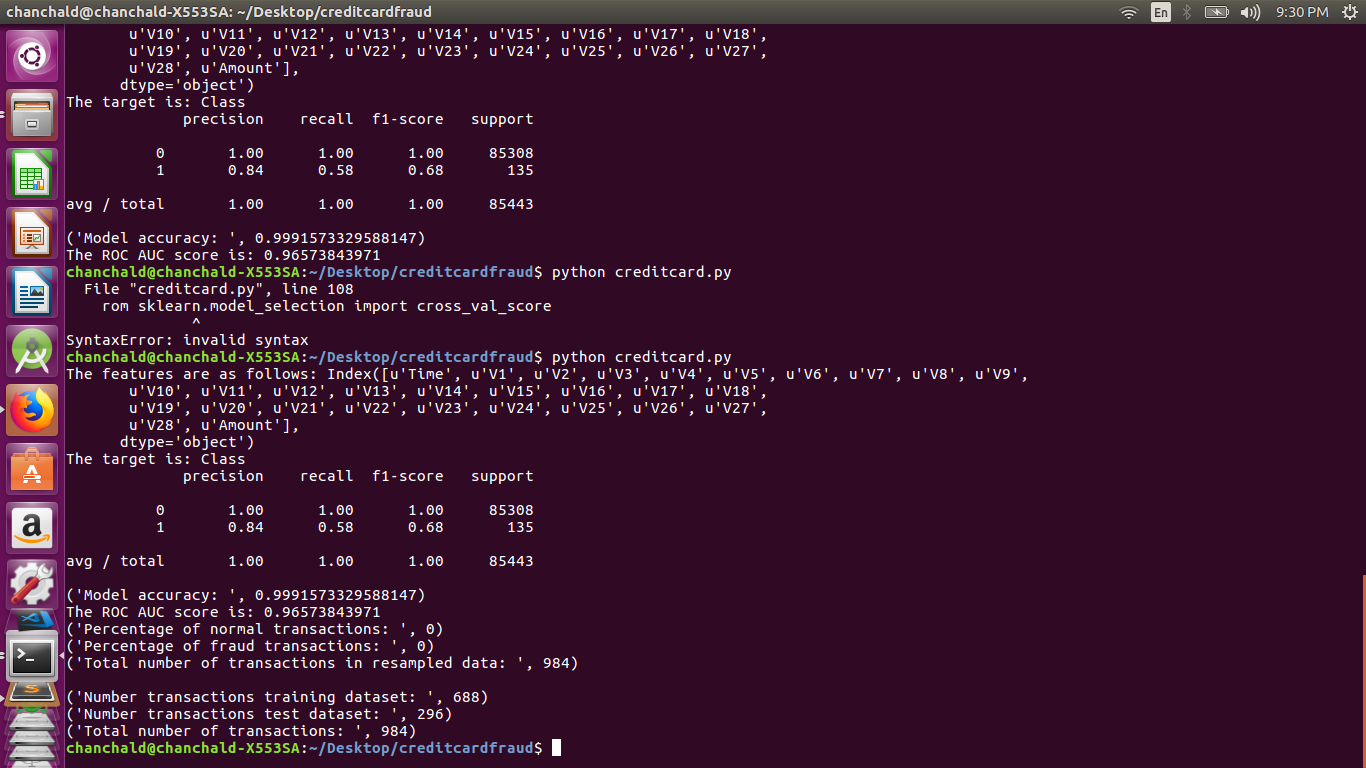 chanchald@chanchald-X553SA: ~/Desktop/creditcardfraud
En
9:30 PM
u'V10', u'V11', u'V12', u'V13', u'V14', u'V15', u'V16', u'V17', u'V18',
u'V19', u'V20', u'V21', u'V22', u'V23', u'V24', u'V25', u'V26', u'V27',
u'V28', u'Amount'],
dtype='object')
The target is: Class
precision recall f1-score support
0 1.00 1.00 1.00 85308
1 0.84 0.58 0.68 135
avg / total 1.00 1.00 1.00 85443
('Model accuracy: ', 0.9991573329588147)
The ROC AUC score is: 0.96573843971
chanchald@chanchald-X553SA:~/Desktop/creditcardfraud$ python creditcard.py
File "creditcard.py", line 108
rom sklearn.model_selection import cross_val_score
^
SyntaxError: invalid syntax
chanchald@chanchald-X553SA:~/Desktop/creditcardfraud$ python creditcard.py
The features are as follows: Index([u'Time', u'V1', u'V2', u'V3', u'V4', u'V5', u'V6', u'V7', u'V8', u'V9',
u'V10', u'V11', u'V12', u'V13', u'V14', u'V15', u'V16', u'V17', u'V18',
u'V19', u'V20', u'V21', u'V22', u'V23', u'V24', u'V25', u'V26', u'V27',
u'V28', u'Amount'],
dtype='object')
The target is: Class
precision recall f1-score support
0 1.00 1.00 1.00 85308
1 0.84 0.58 0.68 135
avg / total 1.00 1.00 1.00 85443
('Model accuracy: ', 0.9991573329588147)
The ROC AUC score is: 0.96573843971
('Percentage of normal transactions: ', 0)
('Percentage of fraud transactions: ', 0)
('Total number of transactions in resampled data: ', 984)
('Number transactions training dataset: ', 688)
('Number transactions test dataset: ', 296)
('Total number of transactions: ', 984)
chanchald@chanchald-X553SA:~/Desktop/creditcardfraud$